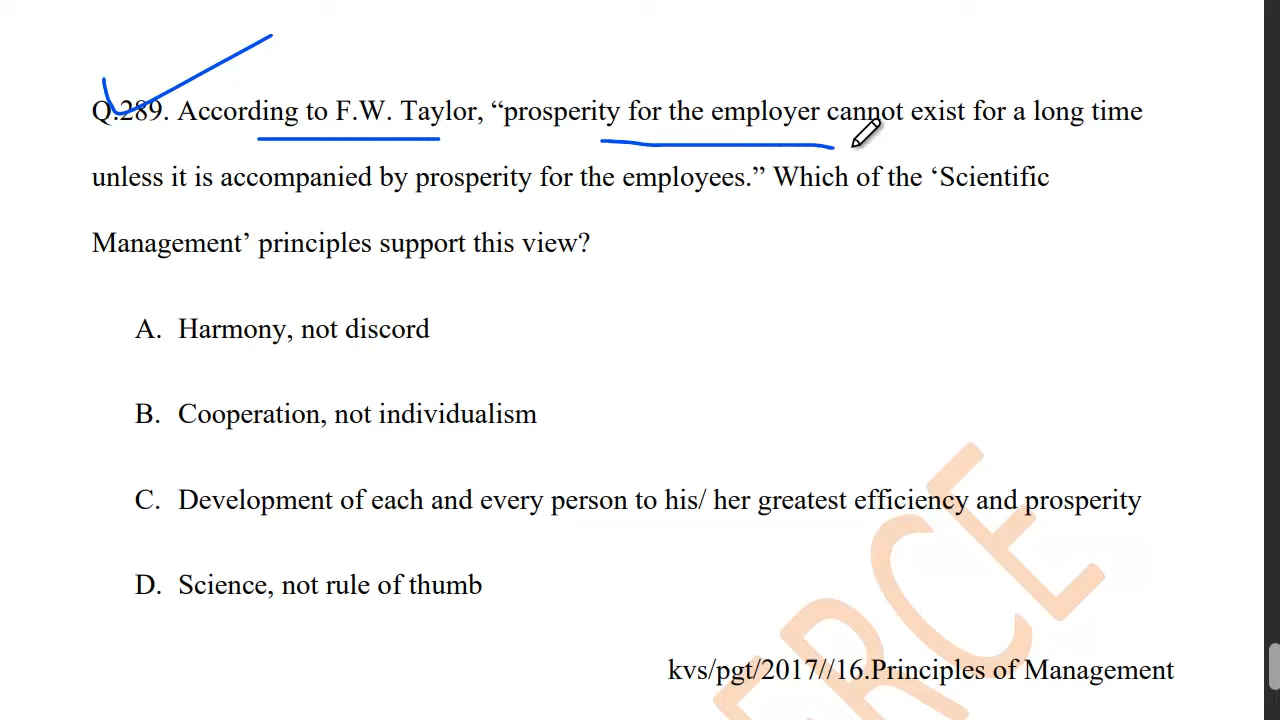 Q.289. According to F.W. Taylor, “prosperity for the employer cannot exist for a long time
unless it is accompanied by prosperity for the employees.” Which of the ‘Scientific
Management’ principles support this view?
A. Harmony, not discord
B. Cooperation, not individualism
C. Development of each and every person to his/ her greatest efficiency and prosperity
D. Science, not rule of thumb
kvs/pgt/2017//16.Principles of Management
ERCE